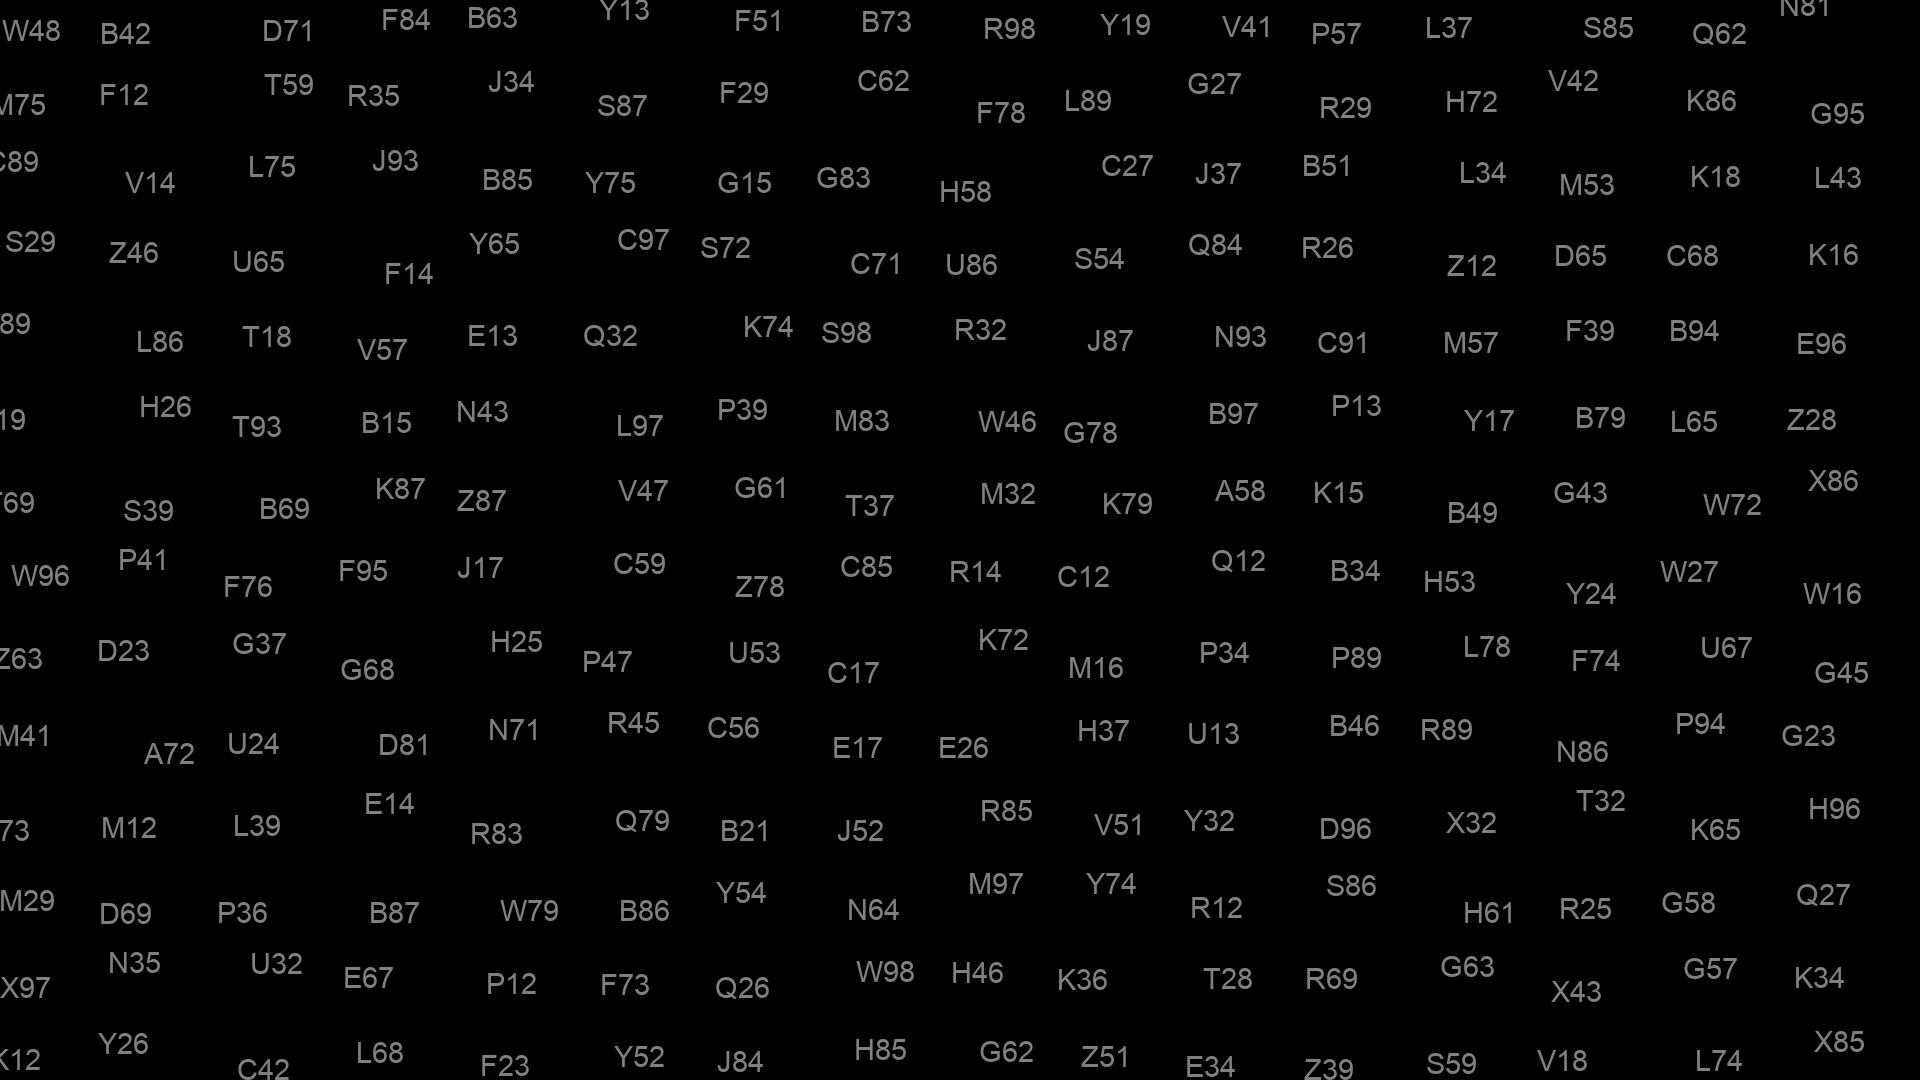 W48 B42 D71 F84 B63 Y13 F51 B73 R98 Y19 V41 P57 L37 S85 Q62 N81
M75 F12 T59 R35 J34 S87 F29 C62 F78 L89 G27 R29 H72 V42 K86 G95
C89 V14 L75 J93 B85 Y75 G15 G83 H58 C27 J37 B51 L34 M53 K18 L43
S29 Z46 U65 F14 Y65 C97 S72 C71 U86 S54 Q84 R26 Z12 D65 C68 K16
89 L86 T18 V57 E13 Q32 K74 S98 R32 J87 N93 C91 M57 F39 B94 E96
19 H26 T93 B15 N43 L97 P39 M83 W46 G78 B97 P13 Y17 B79 L65 Z28
69 S39 B69 K87 Z87 V47 G61 T37 M32 K79 A58 K15 B49 G43 W72 X86
W96 P41 F76 F95 J17 C59 Z78 C85 R14 C12 Q12 B34 H53 Y24 W27 W16
Z63 D23 G37 G68 H25 P47 U53 C17 K72 M16 P34 P89 L78 F74 U67 G45
M41 A72 U24 D81 N71 R45 C56 E17 E26 H37 U13 B46 R89 N86 P94 G23
73 M12 L39 E14 R83 Q79 B21 J52 R85 V51 Y32 D96 X32 T32 K65 H96
M29 D69 P36 B87 W79 B86 Y54 N64 M97 Y74 R12 S86 H61 R25 G58 Q27
X97 N35 U32 E67 P12 F73 Q26 W98 H46 K36 T28 R69 G63 X43 G57 K34
K12 Y26 C42 L68 F23 Y52 J84 H85 G62 Z51 E34 Z39 S59 V18 L74 X85